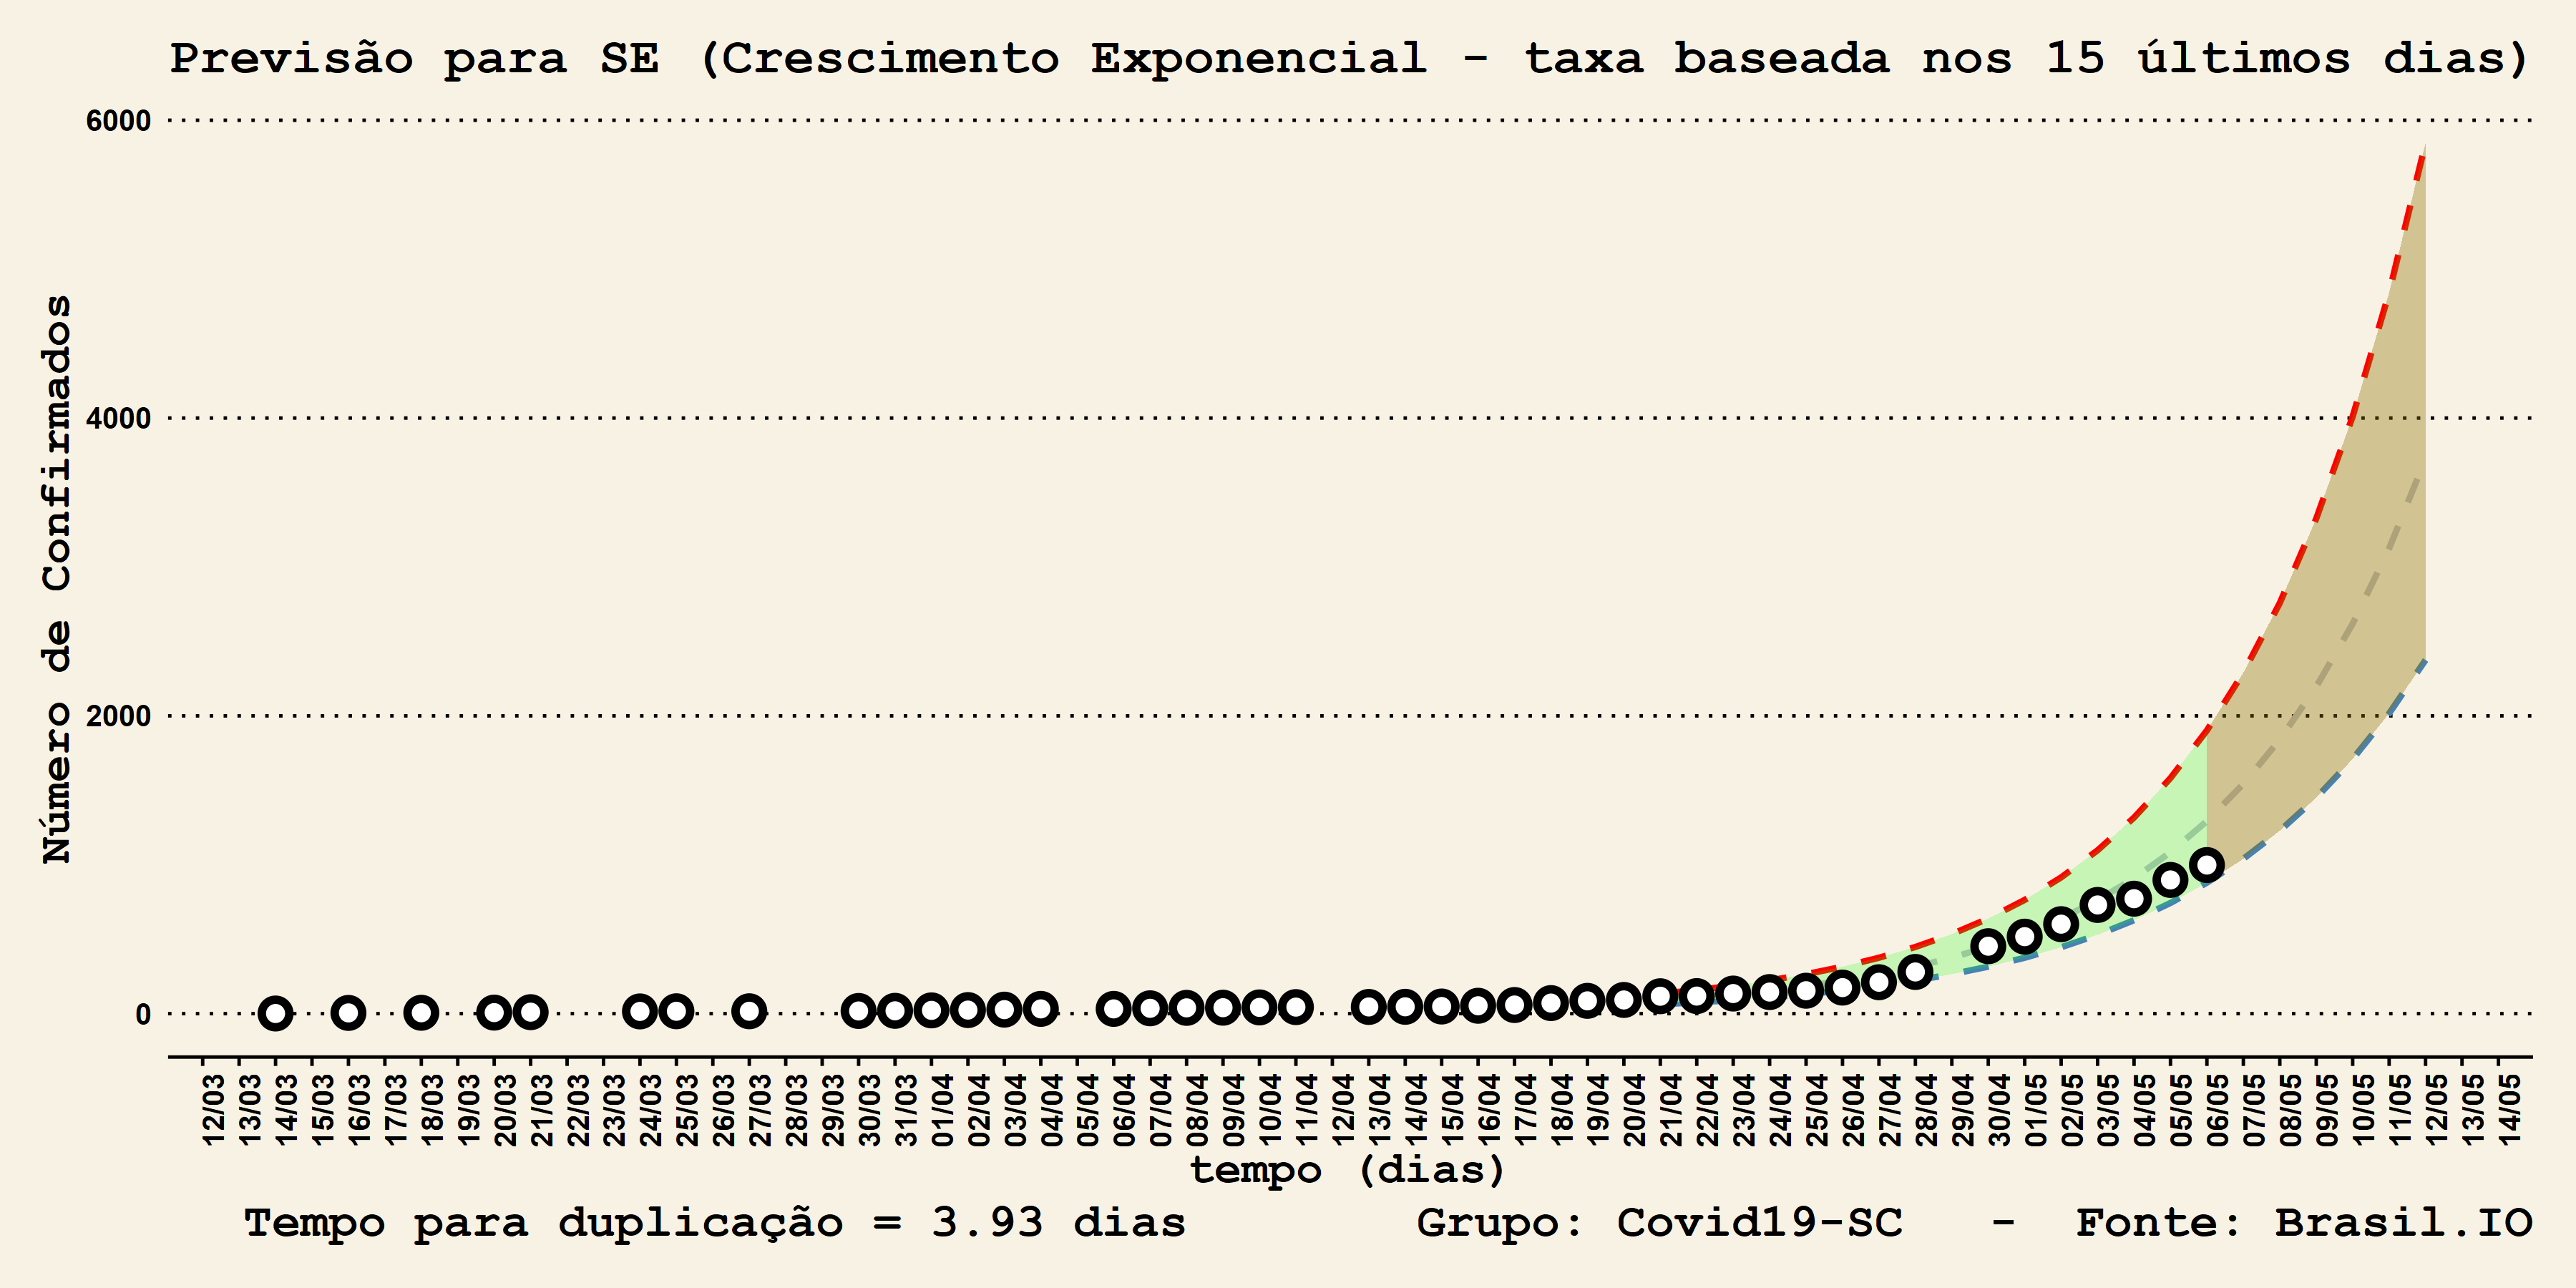 Previsão para SE (Crescimento Exponencial - taxa baseada nos 15 últimos dias)
Número de Confirmados
6000
4000
2000
0
12/03 13/03 14/03 15/03 16/03 17/03 18/03 19/03 20/03 21/03 22/03 23/03 24/03 25/03 26/03 27/03 28/03 29/03 30/03 31/03 01/04 02/04 03/04 04/04 05/04 06/04 07/04 08/04 09/04 10/04 11/04 12/04 13/04 14/04 15/04 16/04 17/04 18/04 19/04 20/04 21/04 22/04 23/04 24/04 25/04 26/04 27/04 28/04 29/04 30/04 01/05 02/05 03/05 04/05 05/05 06/05 07/05 08/05 09/05 10/05 11/05 12/05 13/05 14/05
tempo (dias)
Tempo para duplicação = 3.93 dias Grupo: Covid19-SC - Fonte: Brasil.IO